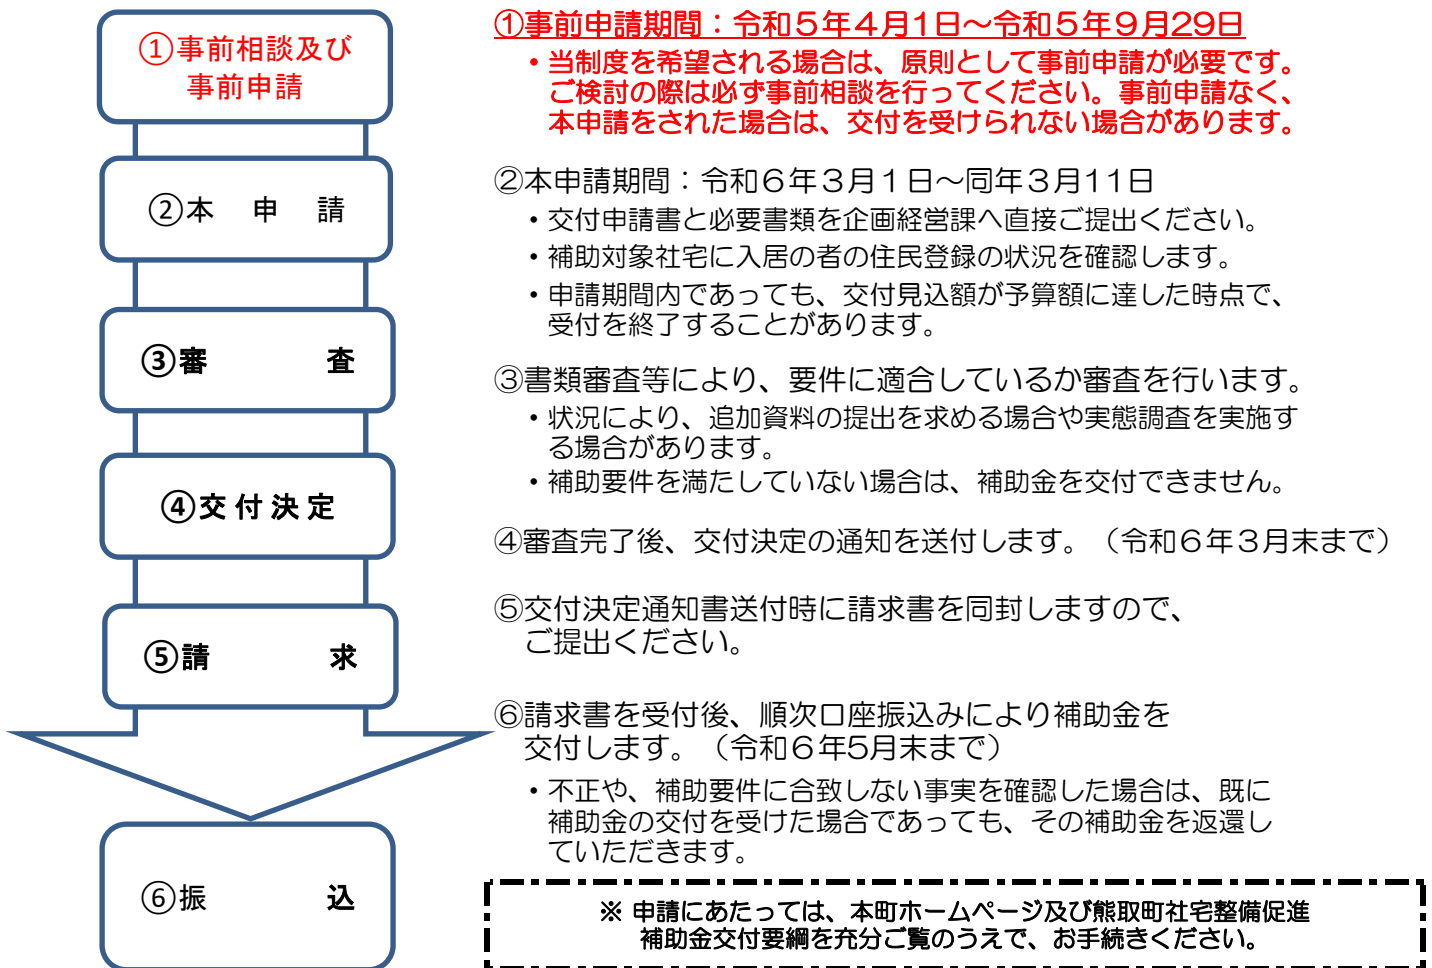 ①事前相談及び
事前申請
②本　申　請
③審　　　査
④交付決定
⑤請　　　求
⑥振　　　込
①事前申請期間：令和５年４月1日～令和５年９月29日
・当制度を希望される場合は、原則として事前申請が必要です。
ご検討の際は必ず事前相談を行ってください。事前申請なく、
本申請をされた場合は、交付を受けられない場合があります。
②本申請期間：令和６年３月１日～同年３月11日
・交付申請書と必要書類を企画経営課へ直接ご提出ください。
・補助対象社宅に入居の者の住民登録の状況を確認します。
・申請期間内であっても、交付見込額が予算額に達した時点で、
受付を終了することがあります。
③書類審査等により、要件に適合しているか審査を行います。
・状況により、追加資料の提出を求める場合や実態調査を実施す
る場合があります。
・補助要件を満たしていない場合は、補助金を交付できません。
④審査完了後、交付決定の通知を送付します。（令和６年３月末まで）
⑤交付決定通知書送付時に請求書を同封しますので、
ご提出ください。
⑥請求書を受付後、順次口座振込みにより補助金を
交付します。（令和６年5月末まで）
・不正や、補助要件に合致しない事実を確認した場合は、既に
補助金の交付を受けた場合であっても、その補助金を返還し
ていただきます。
※ 申請にあたっては、本町ホームページ及び熊取町社宅整備促進
補助金交付要綱を充分ご覧のうえで、お手続きください。